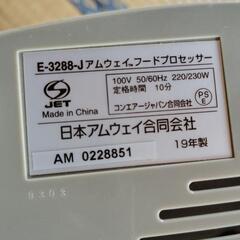 E-3288-J アムウェイ™フードプロセッサー
100V 50/60Hz 220/230W
定格時間 10分
JET
Made in China
コンエアージャパン合同会社
PS
E
日本アムウェイ合同会社
AM 0228851
19年製